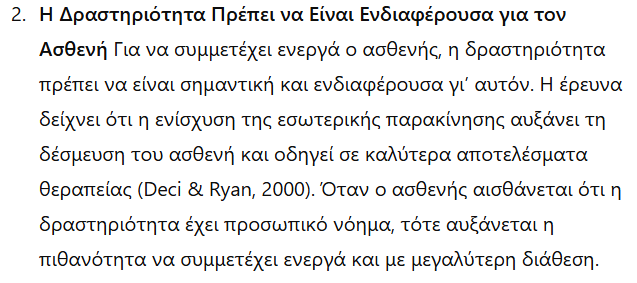 2. Η Δραστηριότητα Πρέπει να Είναι Ενδιαφέρουσα για τον
Ασθενή Για να συμμετέχει ενεργά ο ασθενής, η δραστηριότητα
πρέπει να είναι σημαντική και ενδιαφέρουσα γι’ αυτόν. Η έρευνα
δείχνει ότι η ενίσχυση της εσωτερικής παρακίνησης αυξάνει τη
δέσμευση του ασθενή και οδηγεί σε καλύτερα αποτελέσματα
θεραπείας (Deci & Ryan, 2000). Όταν ο ασθενής αισθάνεται ότι η
δραστηριότητα έχει προσωπικό νόημα, τότε αυξάνεται η
πιθανότητα να συμμετέχει ενεργά και με μεγαλύτερη διάθεση.